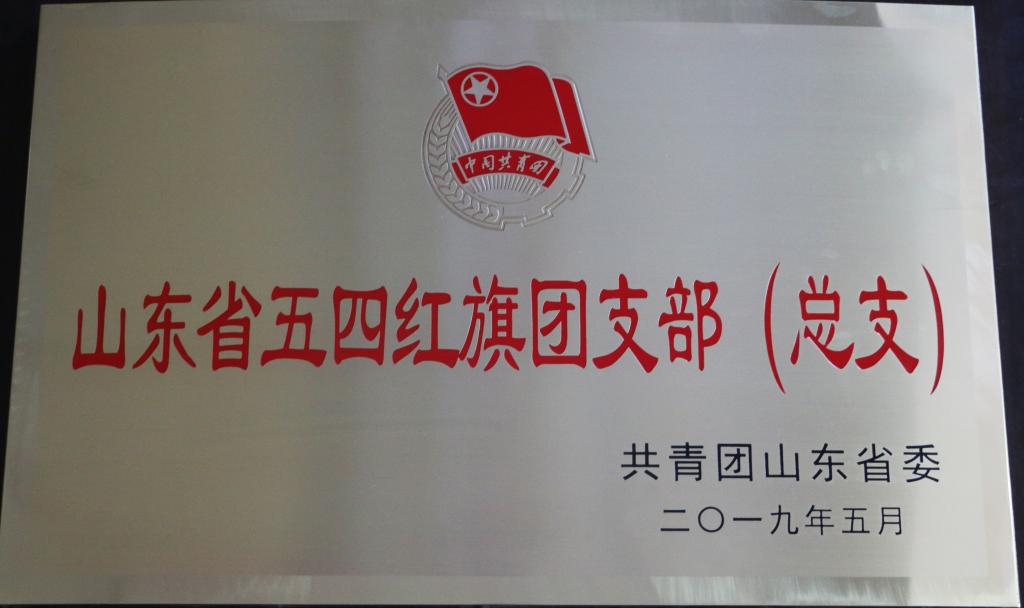 中国共青团
山东省五四红旗团支部（总支）
共青团山东省委
二〇一九年五月